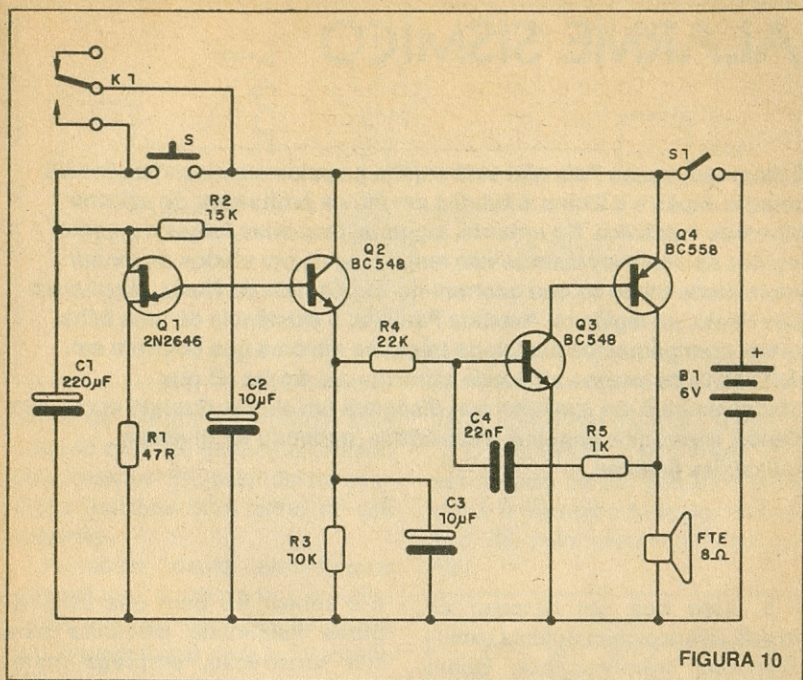 K1
S
S1
R2
15K
Q2
BC548
Q4
BC558
Q1
2N2646
R4
22K
Q3
BC548
B1
6V
C1
220µF
C2
10µF
C4
22nF
R5
1K
R1
47R
R3
10K
C3
10µF
FTE
8Ω
FIGURA 10